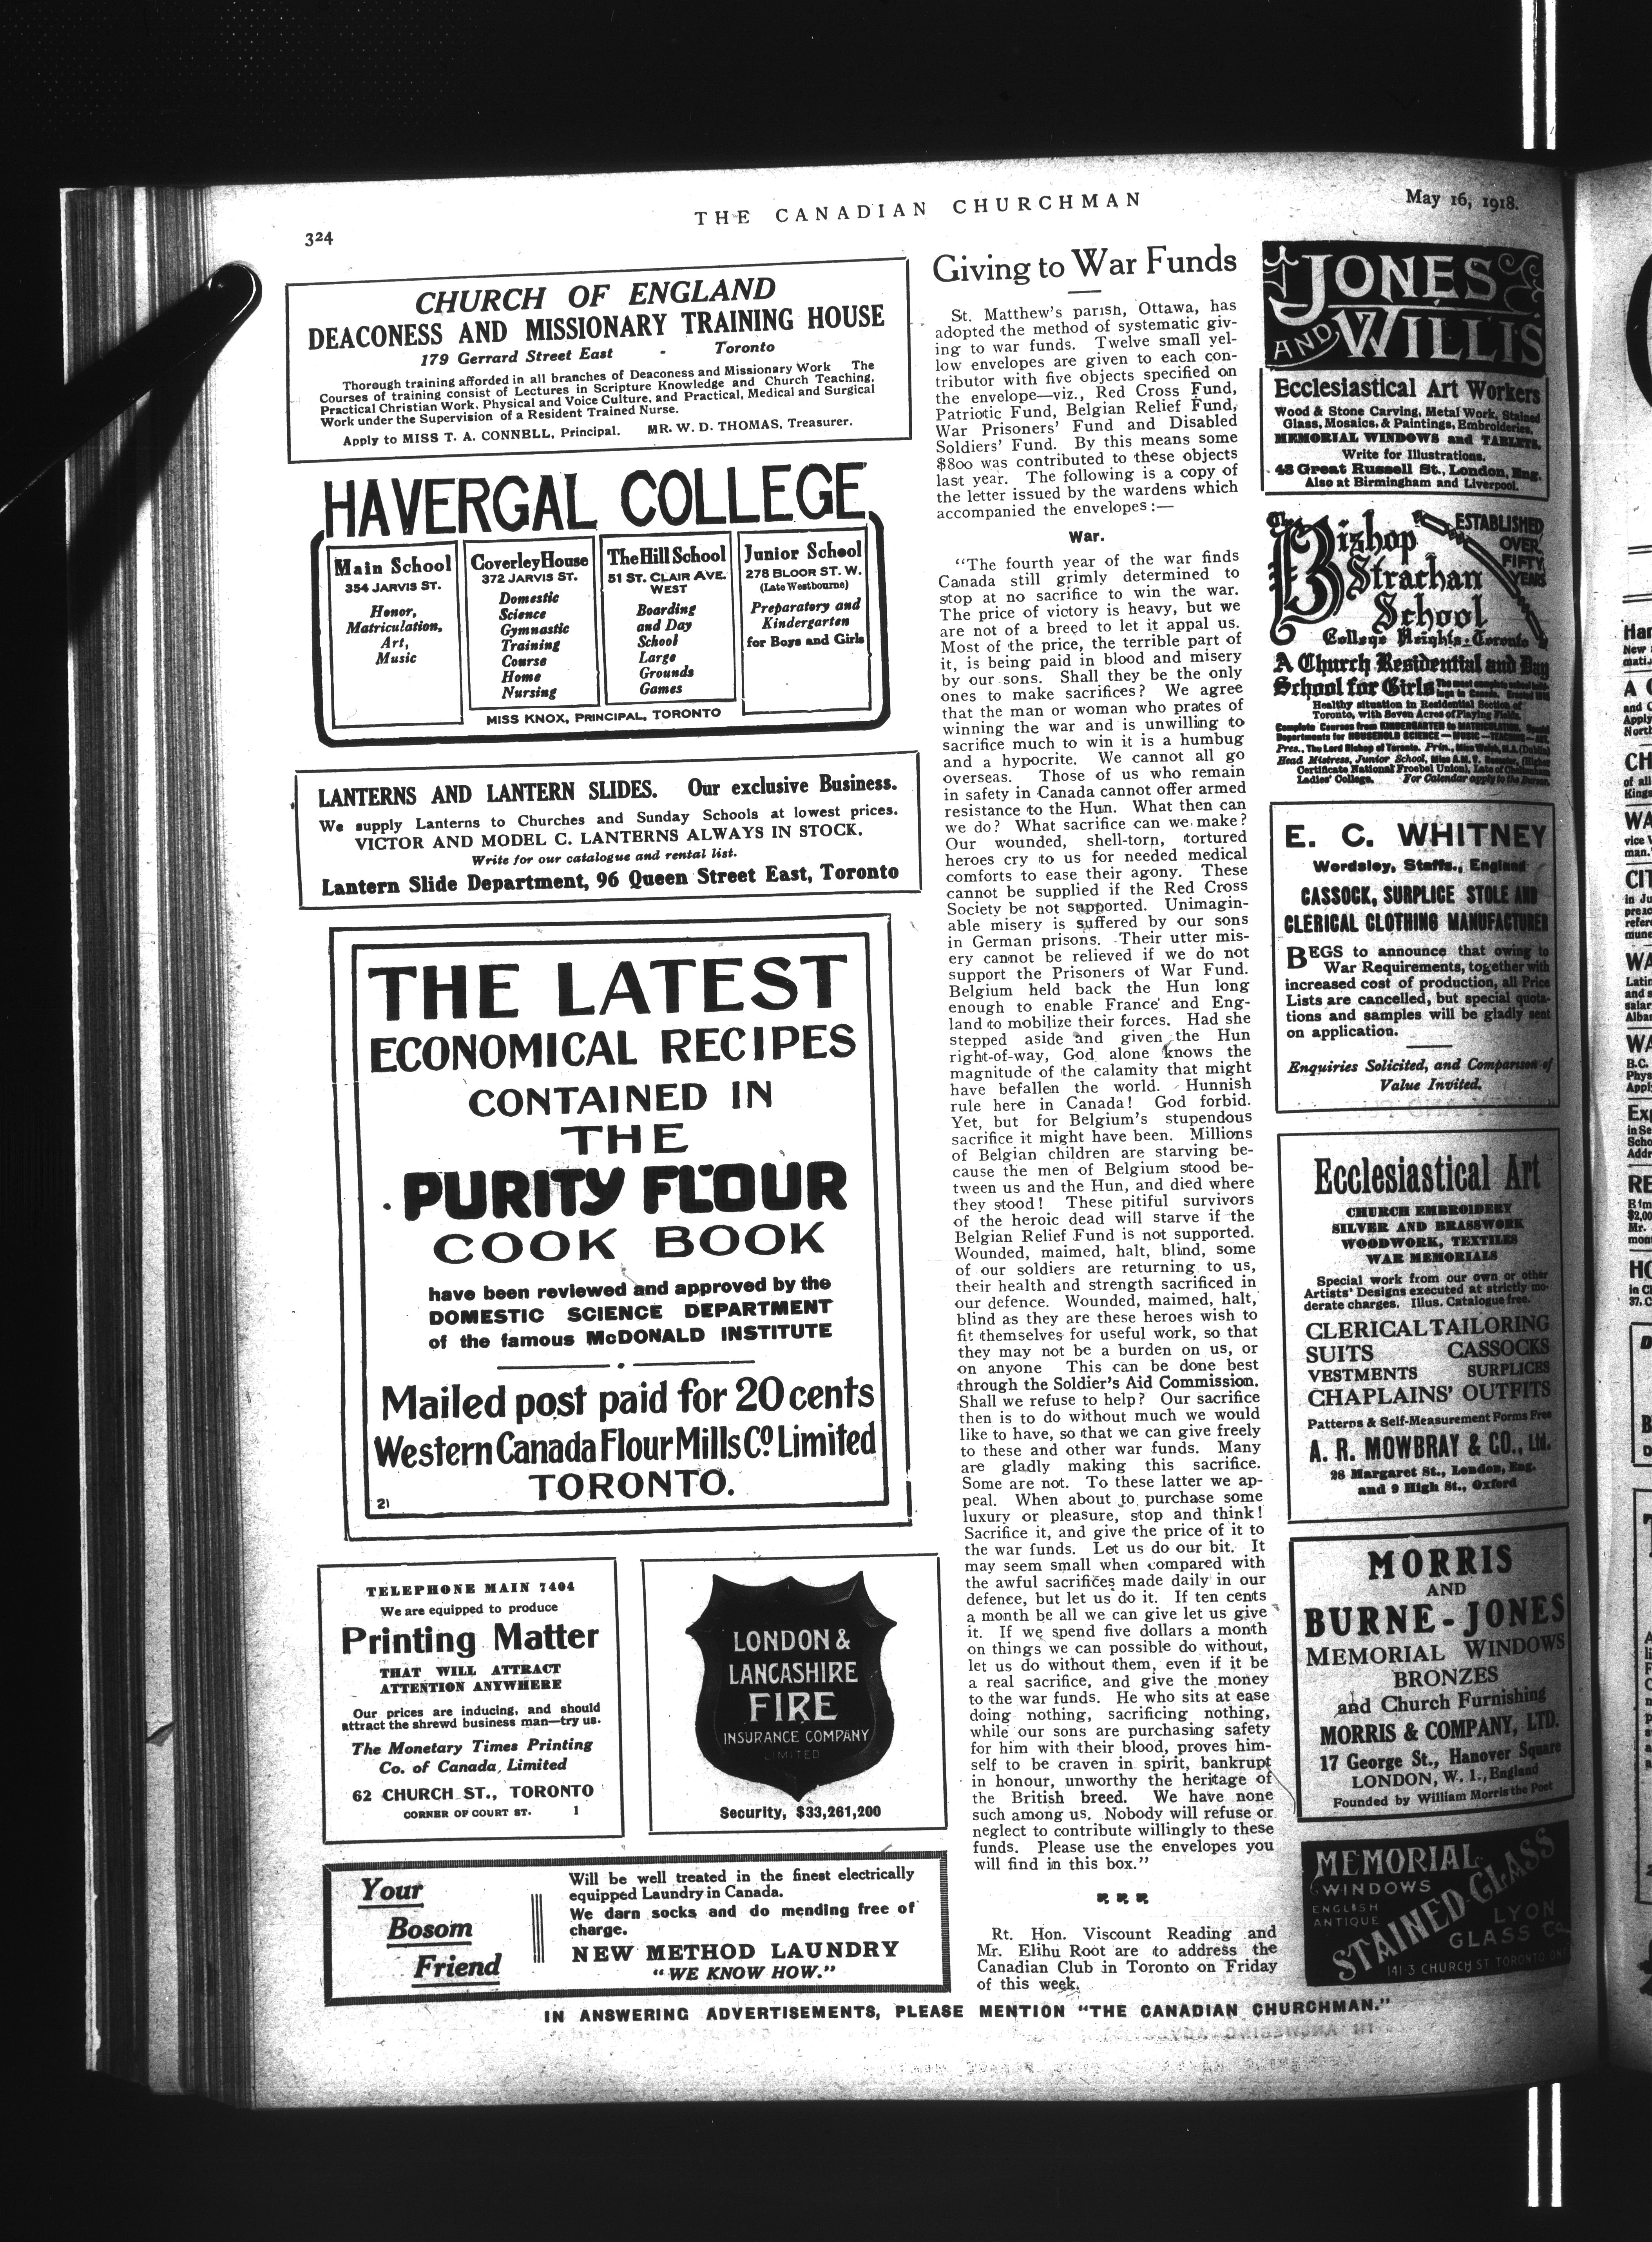 324
THE CANADIAN CHURCHMAN
May 16, 1918.
CHURCH OF ENGLAND
DEACONESS AND MISSIONARY TRAINING HOUSE
179 Gerrard Street East - Toronto
Thorough training afforded in all branches of Deaconess and Missionary Work The
Courses of training consist of Lectures in Scripture Knowledge and Church Teaching,
Practical Christian Work, Physical and Voice Culture, and Practical, Medical and Surgical
Work under the Supervision of a Resident Trained Nurse.
Apply to MISS T. A. CONNELL, Principal. MR. W. D. THOMAS, Treasurer.
HAVERGAL COLLEGE
Main School
354 JARVIS ST.
Honor,
Matriculation,
Art,
Music
Coverley House
372 JARVIS ST.
Domestic
Science
Gymnastic
Training
Course
Home
Nursing
The Hill School
51 ST. CLAIR AVE.
WEST
Boarding
and Day
School
Large
Grounds
Games
Junior School
278 BLOOR ST. W.
(Late Westbourne)
Preparatory and
Kindergarten
for Boys and Girls
MISS KNOX, PRINCIPAL, TORONTO
LANTERNS AND LANTERN SLIDES. Our exclusive Business.
We supply Lanterns to Churches and Sunday Schools at lowest prices.
VICTOR AND MODEL C. LANTERNS ALWAYS IN STOCK.
Write for our catalogue and rental list.
Lantern Slide Department, 96 Queen Street East, Toronto
THE LATEST
ECONOMICAL RECIPES
CONTAINED IN
THE
PURITY FLOUR
COOK BOOK
have been reviewed and approved by the
DOMESTIC SCIENCE DEPARTMENT
of the famous McDONALD INSTITUTE
Mailed post paid for 20 cents
Western Canada Flour Mills Co. Limited
TORONTO.
21
TELEPHONE MAIN 7404
We are equipped to produce
Printing Matter
THAT WILL ATTRACT
ATTENTION ANYWHERE
Our prices are inducing, and should
attract the shrewd business man—try us.
The Monetary Times Printing
Co. of Canada, Limited
62 CHURCH ST., TORONTO
CORNER OF COURT ST. 1
LONDON &
LANCASHIRE
FIRE
INSURANCE COMPANY
LIMITED
Security, $33,261,200
Your
Bosom
Friend
Will be well treated in the finest electrically
equipped Laundry in Canada.
We darn socks and do mending free of
charge.
NEW METHOD LAUNDRY
"WE KNOW HOW."
Giving to War Funds
St. Matthew's parish, Ottawa, has
adopted the method of systematic giv-
ing to war funds. Twelve small yel-
low envelopes are given to each con-
tributor with five objects specified on
the envelope—viz., Red Cross Fund,
Patriotic Fund, Belgian Relief Fund,
War Prisoners' Fund and Disabled
Soldiers' Fund. By this means some
$800 was contributed to these objects
last year. The following is a copy of
the letter issued by the wardens which
accompanied the envelopes:—
War.
"The fourth year of the war finds
Canada still grimly determined to
stop at no sacrifice to win the war.
The price of victory is heavy, but we
are not of a breed to let it appal us.
Most of the price, the terrible part of
it, is being paid in blood and misery
by our sons. Shall they be the only
ones to make sacrifices? We agree
that the man or woman who prates of
winning the war and is unwilling to
sacrifice much to win it is a humbug
and a hypocrite. We cannot all go
overseas. Those of us who remain
in safety in Canada cannot offer armed
resistance to the Hun. What then can
we do? What sacrifice can we make?
Our wounded, shell-torn, tortured
heroes cry to us for needed medical
comforts to ease their agony. These
cannot be supplied if the Red Cross
Society be not supported. Unimagin-
able misery is suffered by our sons
in German prisons. Their utter mis-
ery cannot be relieved if we do not
support the Prisoners of War Fund.
Belgium held back the Hun long
enough to enable France and Eng-
land to mobilize their forces. Had she
stepped aside and given the Hun
right-of-way, God alone knows the
magnitude of the calamity that might
have befallen the world. Hunnish
rule here in Canada! God forbid.
Yet, but for Belgium's stupendous
sacrifice it might have been. Millions
of Belgian children are starving be-
cause the men of Belgium stood be-
tween us and the Hun, and died where
they stood! These pitiful survivors
of the heroic dead will starve if the
Belgian Relief Fund is not supported.
Wounded, maimed, halt, blind, some
of our soldiers are returning to us,
their health and strength sacrificed in
our defence. Wounded, maimed, halt,
blind as they are these heroes wish to
fit themselves for useful work, so that
they may not be a burden on us, or
on anyone This can be done best
through the Soldier's Aid Commission.
Shall we refuse to help? Our sacrifice
then is to do without much we would
like to have, so that we can give freely
to these and other war funds. Many
are gladly making this sacrifice.
Some are not. To these latter we ap-
peal. When about to purchase some
luxury or pleasure, stop and think!
Sacrifice it, and give the price of it to
the war funds. Let us do our bit. It
may seem small when compared with
the awful sacrifices made daily in our
defence, but let us do it. If ten cents
a month be all we can give let us give
it. If we spend five dollars a month
on things we can possible do without,
let us do without them, even if it be
a real sacrifice, and give the money
to the war funds. He who sits at ease
doing nothing, sacrificing nothing,
while our sons are purchasing safety
for him with their blood, proves him-
self to be craven in spirit, bankrupt
in honour, unworthy the heritage of
the British breed. We have none
such among us. Nobody will refuse or
neglect to contribute willingly to these
funds. Please use the envelopes you
will find in this box."
Rt. Hon. Viscount Reading and
Mr. Elihu Root are to address the
Canadian Club in Toronto on Friday
of this week.
JONES
AND WILLIS
Ecclesiastical Art Workers
Wood & Stone Carving, Metal Work, Stained
Glass, Mosaics, & Paintings, Embroideries,
MEMORIAL WINDOWS and TABLETS.
Write for Illustrations.
43 Great Russell St., London, Eng.
Also at Birmingham and Liverpool.
The
Bishop
Strachan
School
ESTABLISHED
OVER
FIFTY
YEARS
College Heights, Toronto
A Church Residential and Day
School for Girls
Healthy situation in Residential Section of
Toronto, with Seven Acres of Playing Fields.
Complete Courses from KINDERGARTEN to MATRICULATION.
Departments for HOUSEHOLD SCIENCE—MUSIC—
Pres., The Lord Bishop of Toronto. Prin., Miss Walsh, M.A. (Dublin)
Head Mistress, Junior School, Miss A.M.V.
Certificate National Froebel Union), Late of Cheltenham
Ladies' College. For Calendar apply to the Bursar.
E. C. WHITNEY
Wordsley, Staffs., England
CASSOCK, SURPLICE STOLE AND
CLERICAL CLOTHING MANUFACTURER
BEGS to announce that owing to
War Requirements, together with
increased cost of production, all Price
Lists are cancelled, but special quota-
tions and samples will be gladly sent
on application.
Enquiries Solicited, and Comparison of
Value Invited.
Ecclesiastical Art
CHURCH EMBROIDERY
SILVER AND BRASSWORK
WOODWORK, TEXTILES
WAR MEMORIALS
Special work from our own or other
Artists' Designs executed at strictly mo-
derate charges. Illus. Catalogue free.
CLERICAL TAILORING
SUITS CASSOCKS
VESTMENTS SURPLICES
CHAPLAINS' OUTFITS
Patterns & Self-Measurement Forms Free
A. R. MOWBRAY & CO., Ltd.
28 Margaret St., London, Eng.
and 9 High St., Oxford
MORRIS
AND
BURNE-JONES
MEMORIAL WINDOWS
BRONZES
and Church Furnishing
MORRIS & COMPANY, LTD.
17 George St., Hanover Square
LONDON, W. 1., England
Founded by William Morris the Poet
MEMORIAL
WINDOWS
ENGLISH
ANTIQUE
STAINED GLASS
LYON
GLASS Co
141-3 CHURCH ST TORONTO ONT
IN ANSWERING ADVERTISEMENTS, PLEASE MENTION "THE CANADIAN CHURCHMAN."